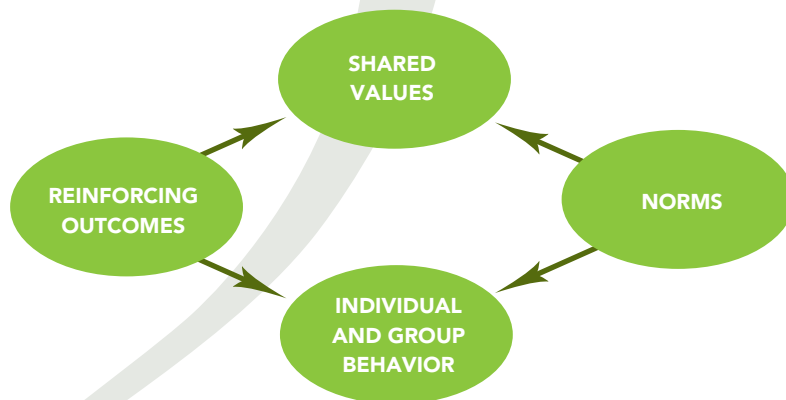 SHARED
VALUES
REINFORCING
OUTCOMES
NORMS
INDIVIDUAL
AND GROUP
BEHAVIOR